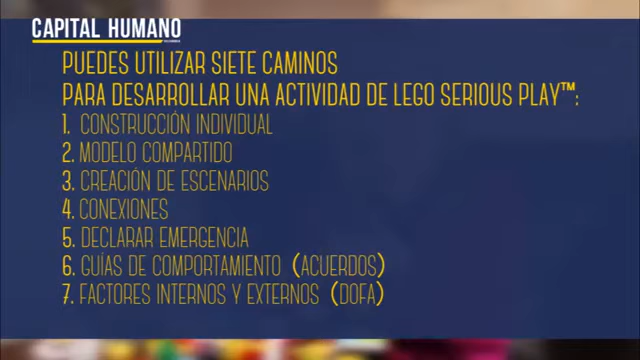 CAPITAL HUMANO
PUEDES UTILIZAR SIETE CAMINOS
PARA DESARROLLAR UNA ACTIVIDAD DE LEGO SERIOUS PLAY™:
1. CONSTRUCCIÓN INDIVIDUAL
2. MODELO COMPARTIDO
3. CREACIÓN DE ESCENARIOS
4. CONEXIONES
5. DECLARAR EMERGENCIA
6. GUÍAS DE COMPORTAMIENTO (ACUERDOS)
7. FACTORES INTERNOS Y EXTERNOS (DOFA)